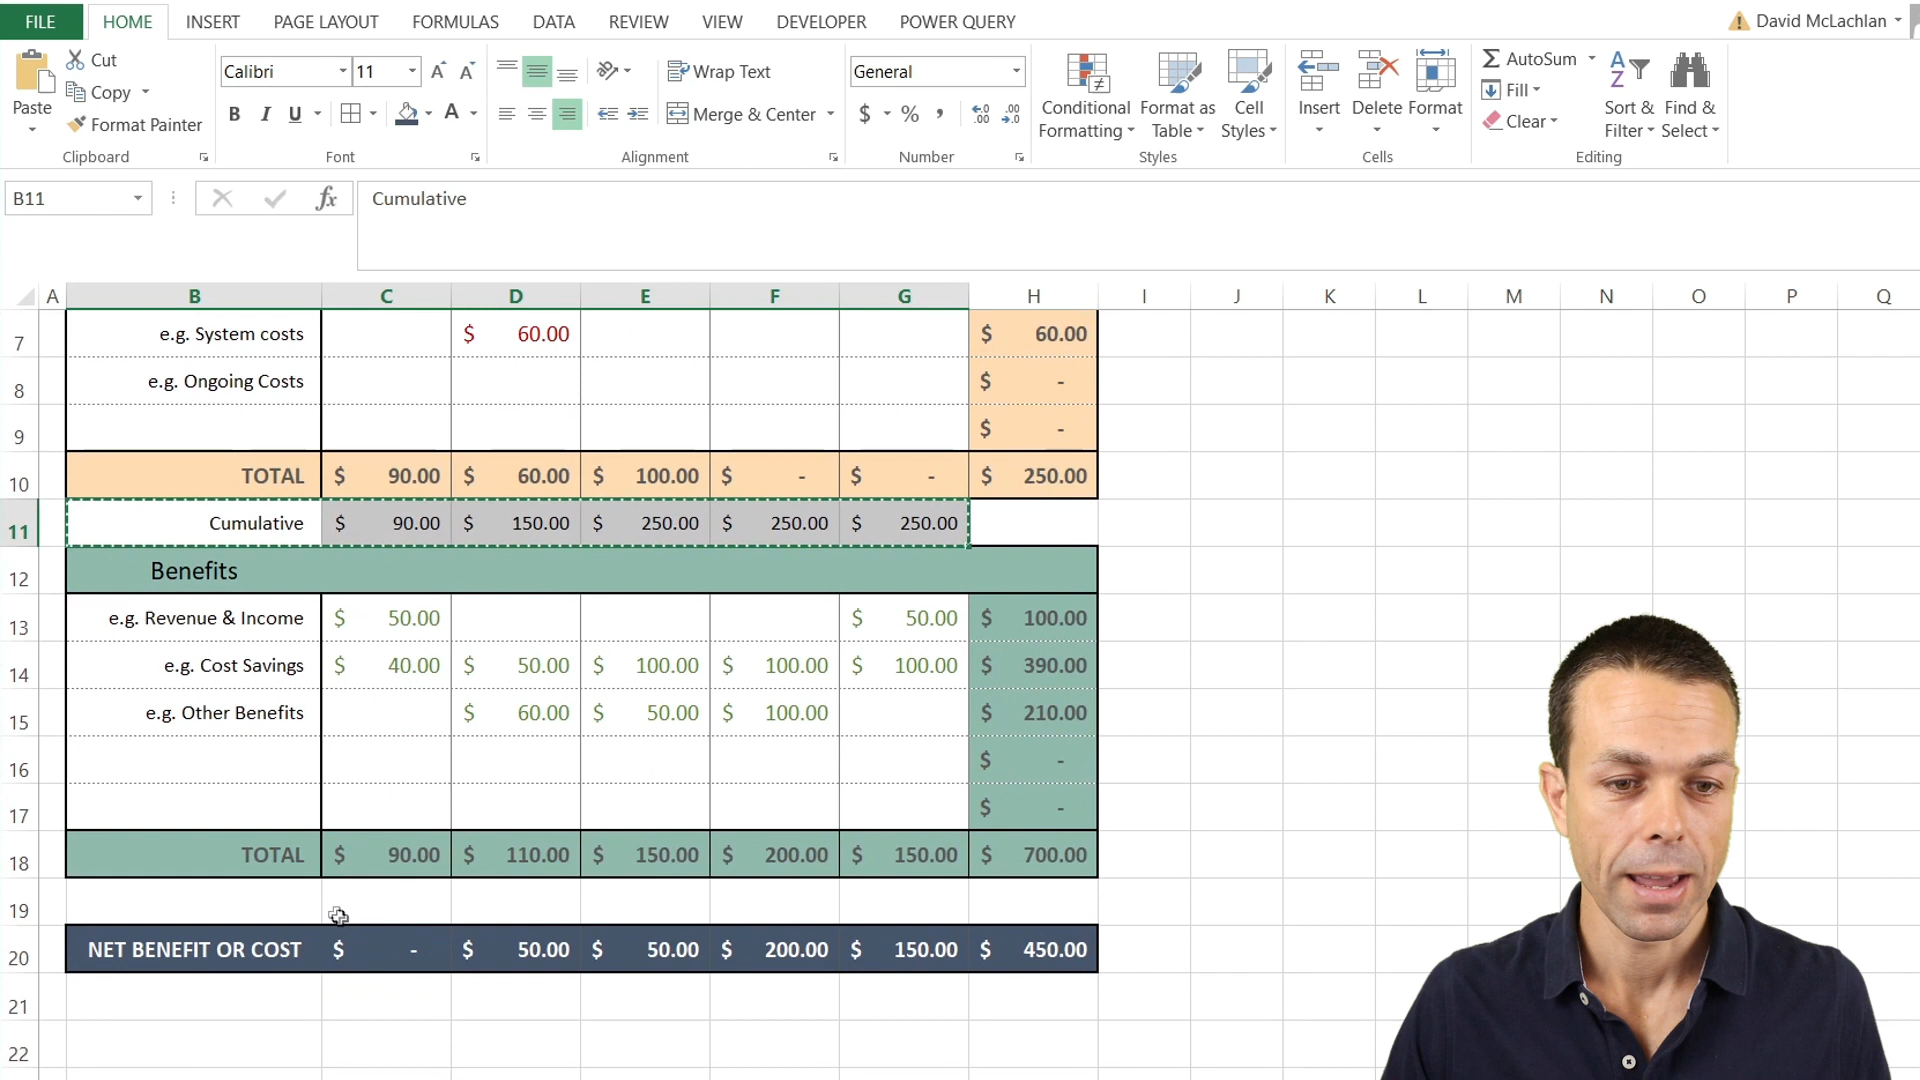 FILE HOME INSERT PAGE LAYOUT FORMULAS DATA REVIEW VIEW DEVELOPER POWER QUERY David McLachlan
Paste Cut Copy Format Painter Clipboard
Calibri 11 A A B I U A Font
Wrap Text Merge & Center Alignment
General $ % , .00 .00 Number
Conditional Formatting Format as Table Cell Styles Styles
Insert Delete Format Cells
AutoSum Fill Clear Sort & Filter Find & Select Editing
B11 fx Cumulative
A B C D E F G H I J K L M N O P Q
7 e.g. System costs $ 60.00 $ 60.00
8 e.g. Ongoing Costs $ -
9 $ -
10 TOTAL $ 90.00 $ 60.00 $ 100.00 $ - $ - $ 250.00
11 Cumulative $ 90.00 $ 150.00 $ 250.00 $ 250.00 $ 250.00
12 Benefits
13 e.g. Revenue & Income $ 50.00 $ 50.00 $ 100.00
14 e.g. Cost Savings $ 40.00 $ 50.00 $ 100.00 $ 100.00 $ 100.00 $ 390.00
15 e.g. Other Benefits $ 60.00 $ 50.00 $ 100.00 $ 210.00
16 $ -
17 $ -
18 TOTAL $ 90.00 $ 110.00 $ 150.00 $ 200.00 $ 150.00 $ 700.00
19
20 NET BENEFIT OR COST $ - $ 50.00 $ 50.00 $ 200.00 $ 150.00 $ 450.00
21
22